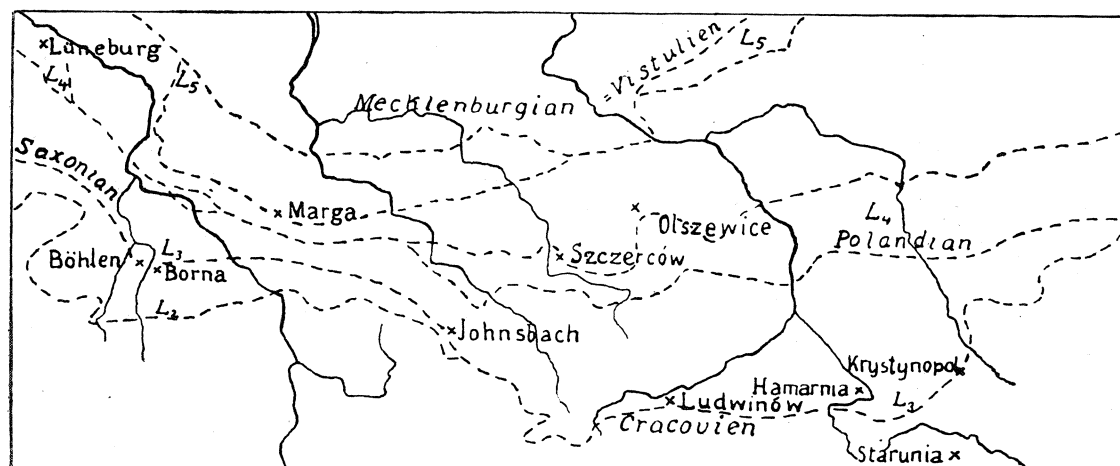 Lüneburg
L4
L5
Mecklenburgian
Vistulien
L5
Saxonian
Marga
Olszewice
L4
Polandian
Böhlen
L3
Borna
Szczerców
L2
Johnsbach
Krystynopol
Hamarnia
L3
Ludwinów
Cracovien
Starunia